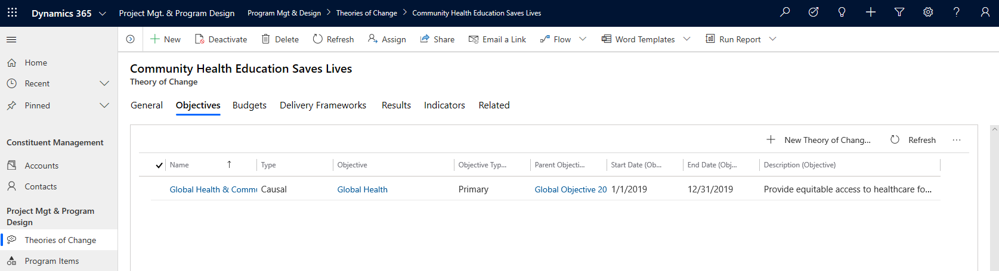 Dynamics 365 Project Mgt. & Program Design Program Mgt & Design > Theories of Change > Community Health Education Saves Lives
New Deactivate Delete Refresh Assign Share Email a Link Flow Word Templates Run Report
Home
Recent
Pinned
Constituent Management
Accounts
Contacts
Project Mgt & Program
Design
Theories of Change
Program Items
Community Health Education Saves Lives
Theory of Change
General Objectives Budgets Delivery Frameworks Results Indicators Related
New Theory of Chang... Refresh ...
Name ↑ Type Objective Objective Typ... Parent Objecti... Start Date (Ob... End Date (Obj... Description (Objective)
Global Health & Commu Causal Global Health Primary Global Objective 20 1/1/2019 12/31/2019 Provide equitable access to healthcare fo...